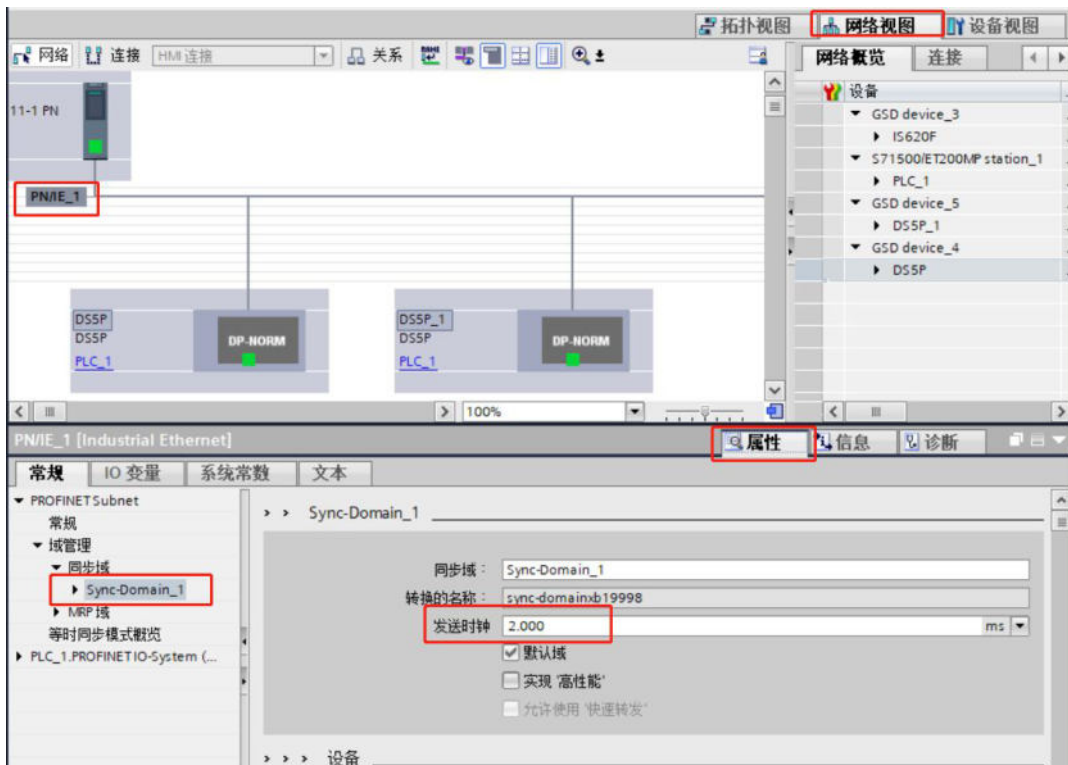 拓扑视图 网络视图 设备视图
网络 连接 HMI 连接 关系 网络概览 连接
设备
11-1 PN
GSD device_3
IS620F
S71500/ET200MP station_1
PLC_1
PN/IE_1
GSD device_5
DS5P_1
GSD device_4
DS5P
DS5P DS5P_1
DS5P DP-NORM DS5P DP-NORM
PLC_1 PLC_1
100%
PN/IE_1 [Industrial Ethernet] 属性 信息 诊断
常规 IO 变量 系统常数 文本
PROFINET Subnet
常规
域管理
同步域
Sync-Domain_1
MRP 域
等时同步模式概览
PLC_1.PROFINET IO-System (...
> > Sync-Domain_1
同步域: Sync-Domain_1
转换的名称: sync-domainxb19998
发送时钟 2.000 ms
默认域
实现 '高性能'
允许使用 '快速转发'
> > > 设备